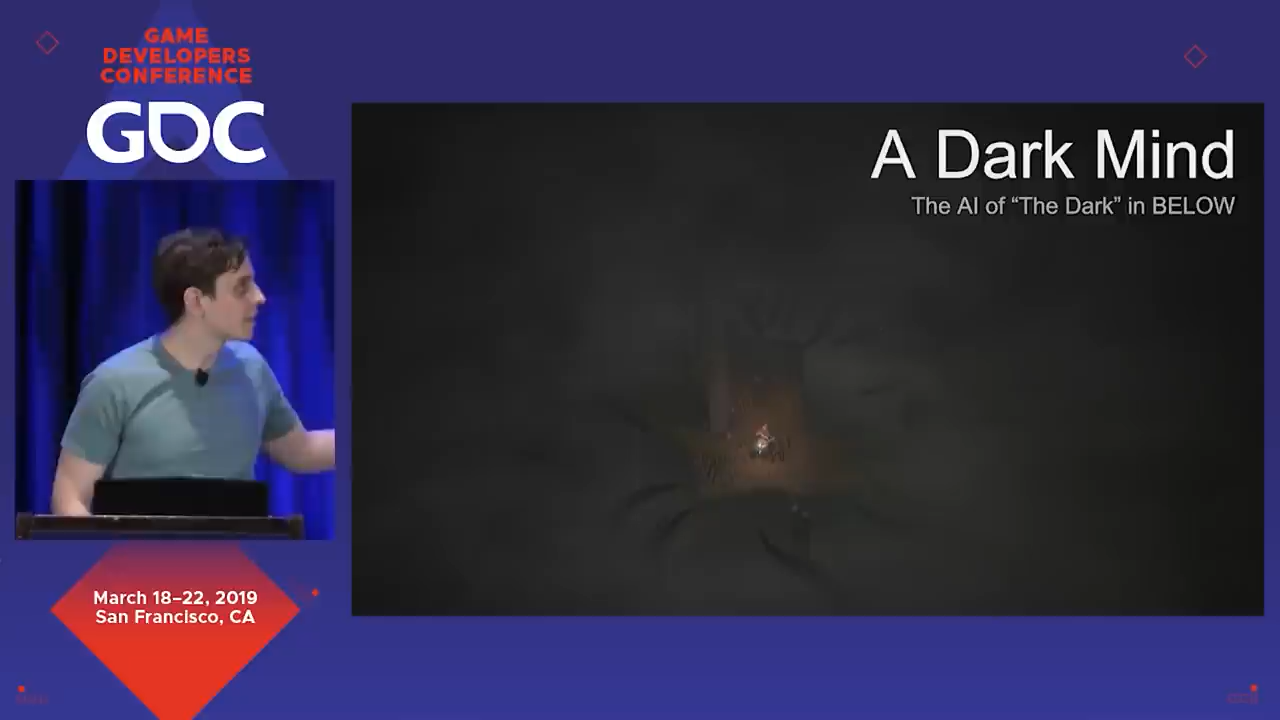 GAME
DEVELOPERS
CONFERENCE
GDC
A Dark Mind
The AI of “The Dark” in BELOW
March 18–22, 2019
San Francisco, CA